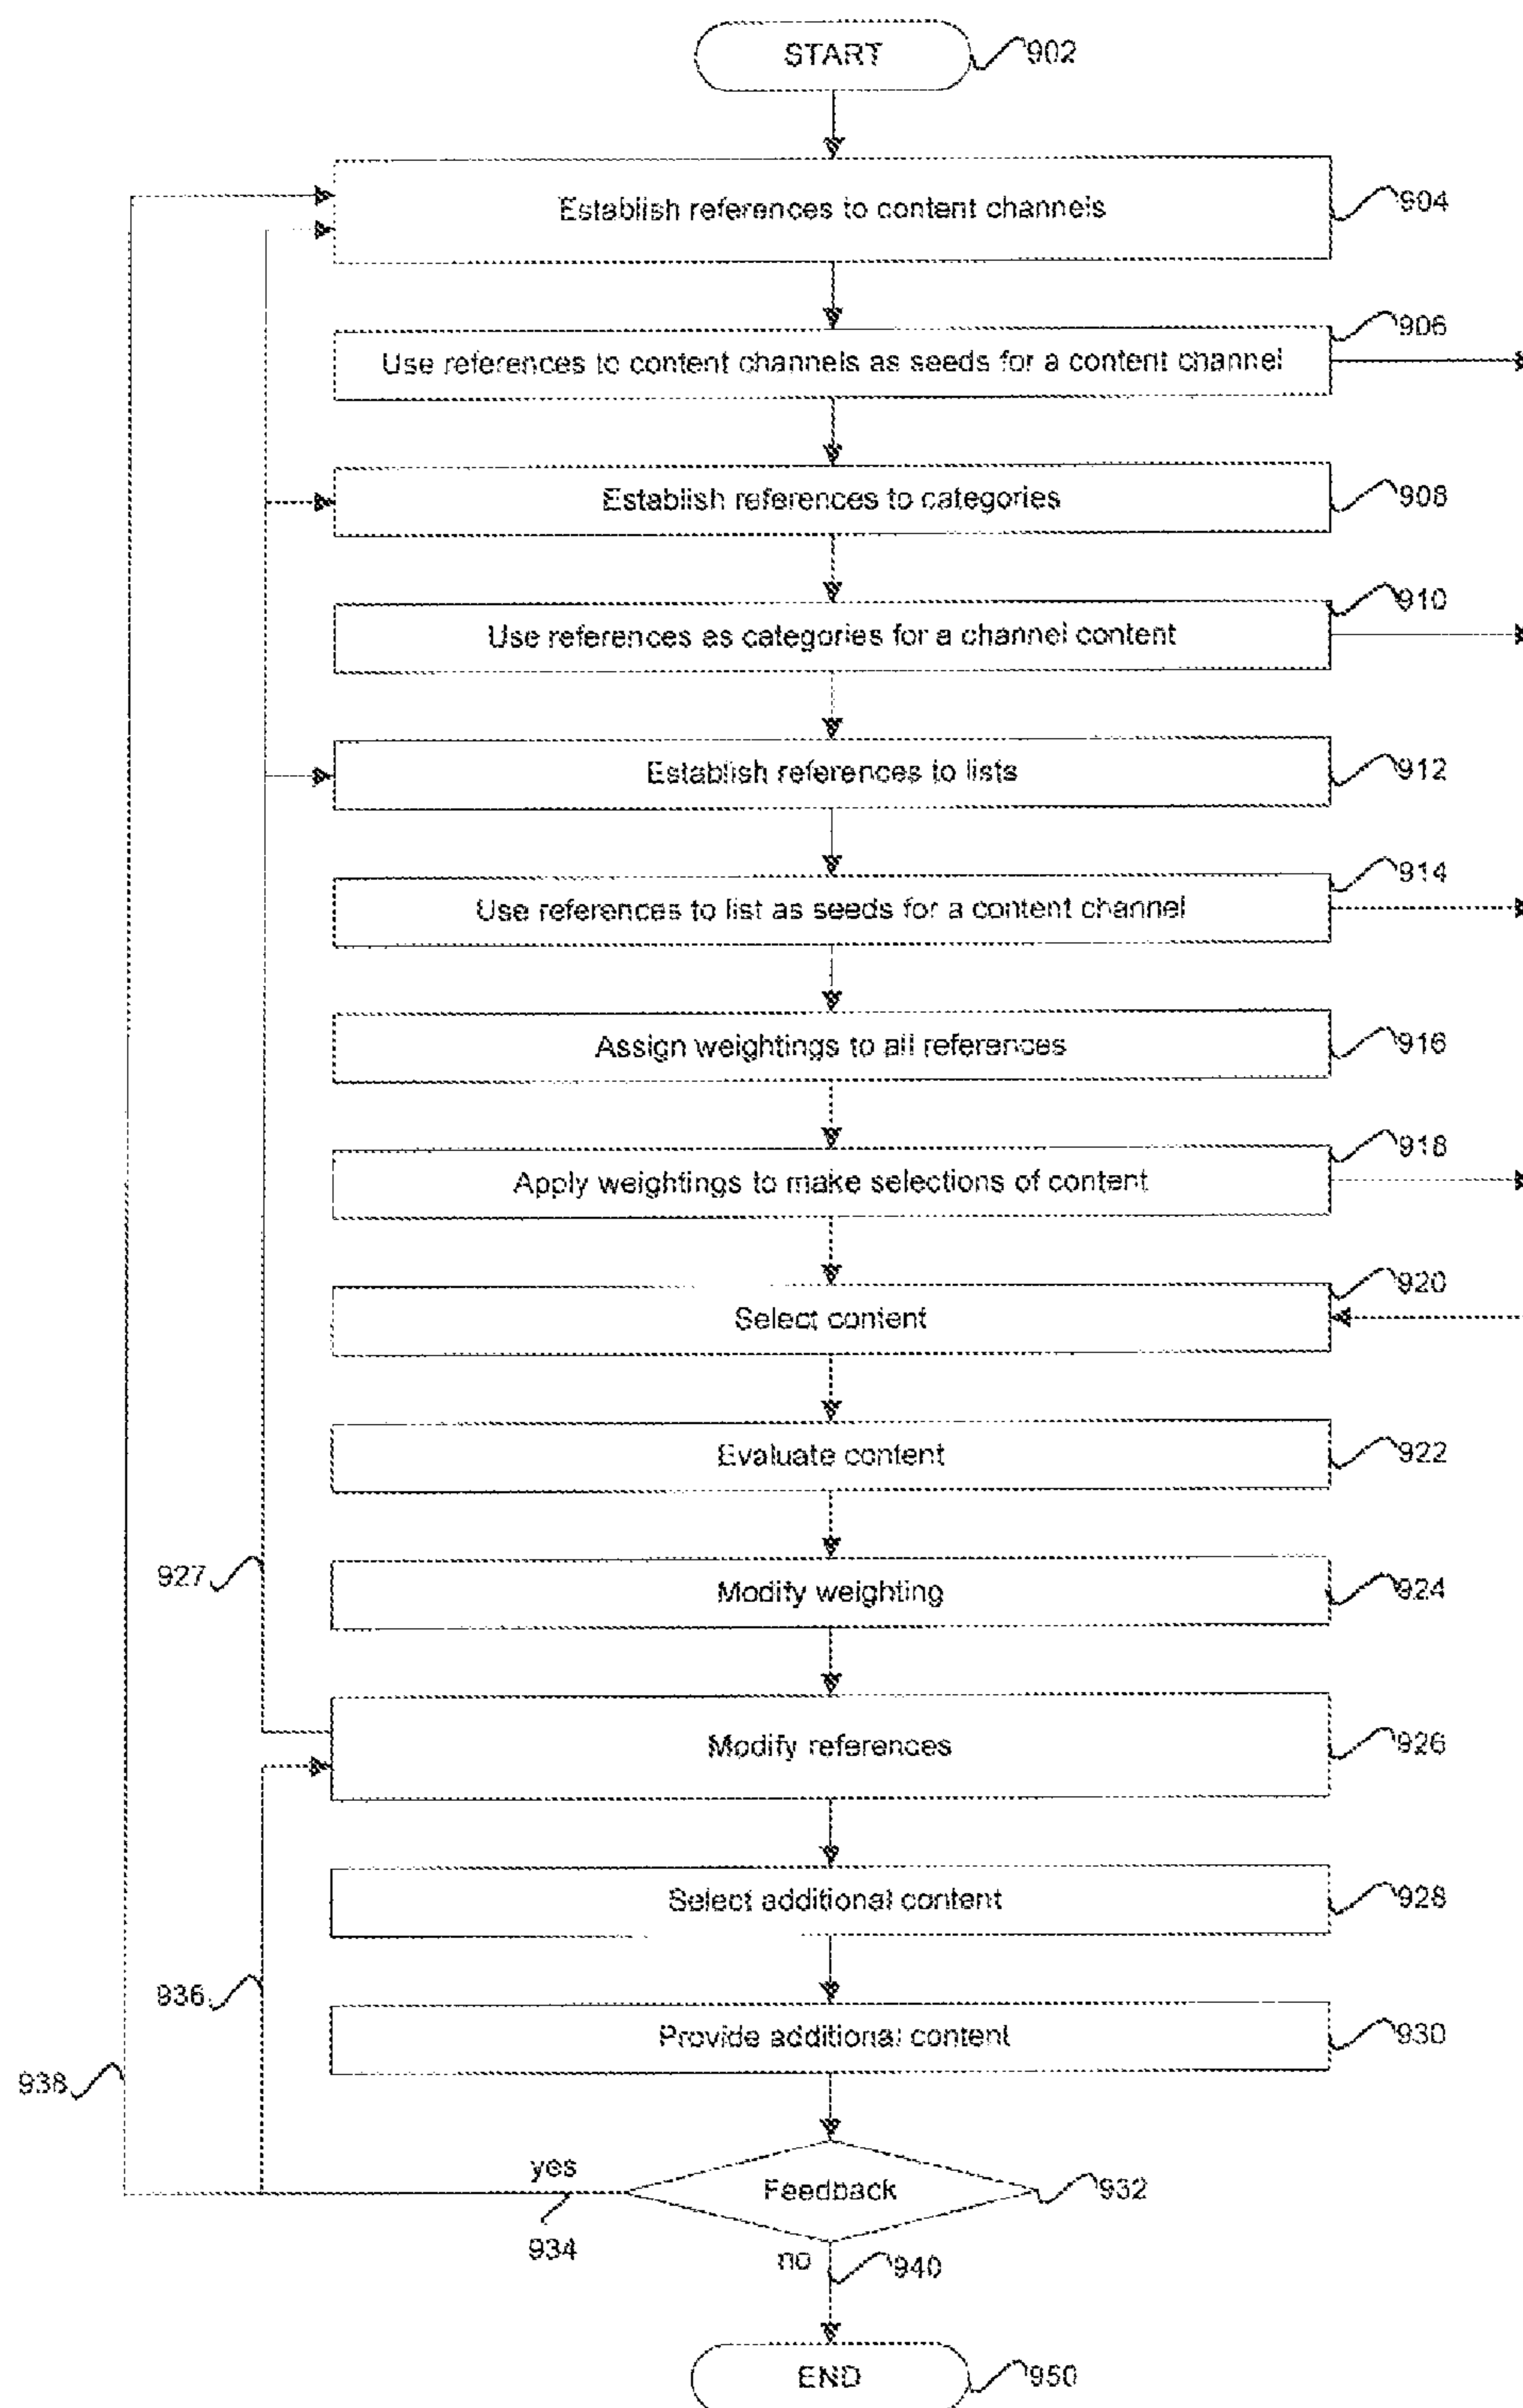 START
902
Establish references to content channels
904
906
Use references to content channels as seeds for a content channel
Establish references to categories
908
910
Use references as categories for a channel content
Establish references to lists
912
914
Use references to list as seeds for a content channel
Assign weightings to all references
916
918
Apply weightings to make selections of content
920
Select content
Evaluate content
922
927
Modify weighting
924
Modify references
926
Select additional content
928
936
Provide additional content
930
938
yes
Feedback
932
934
no
940
END
950